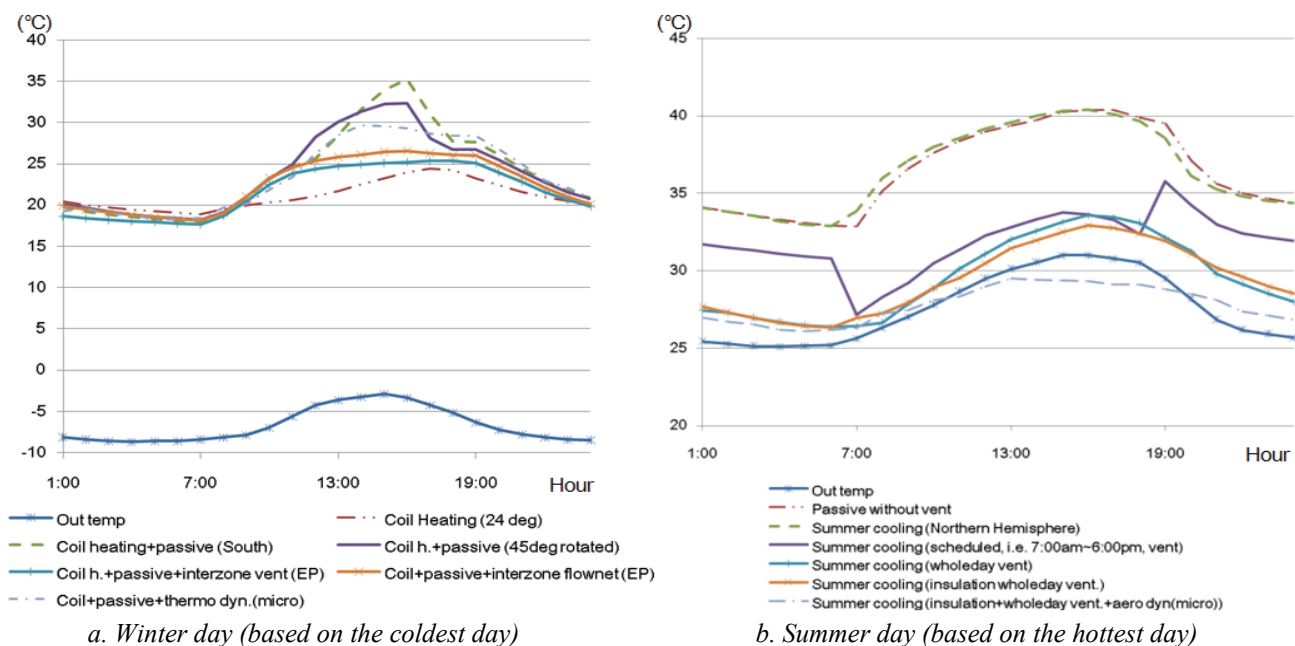 (℃)
40
35
30
25
20
15
10
5
0
-5
-10
1:00 7:00 13:00 19:00 Hour
Out temp
Coil Heating (24 deg)
Coil heating+passive (South)
Coil h.+passive (45deg rotated)
Coil h.+passive+interzone vent (EP)
Coil+passive+interzone flownet (EP)
Coil+passive+thermo dyn.(micro)
a. Winter day (based on the coldest day)
(℃)
45
40
35
30
25
20
1:00 7:00 13:00 19:00 Hour
Out temp
Passive without vent
Summer cooling (Northern Hemisphere)
Summer cooling (scheduled, i.e. 7:00am~6:00pm, vent)
Summer cooling (wholeday vent)
Summer cooling (insulation wholeday vent.)
Summer cooling (insulation+wholeday vent.+aero dyn(micro))
b. Summer day (based on the hottest day)